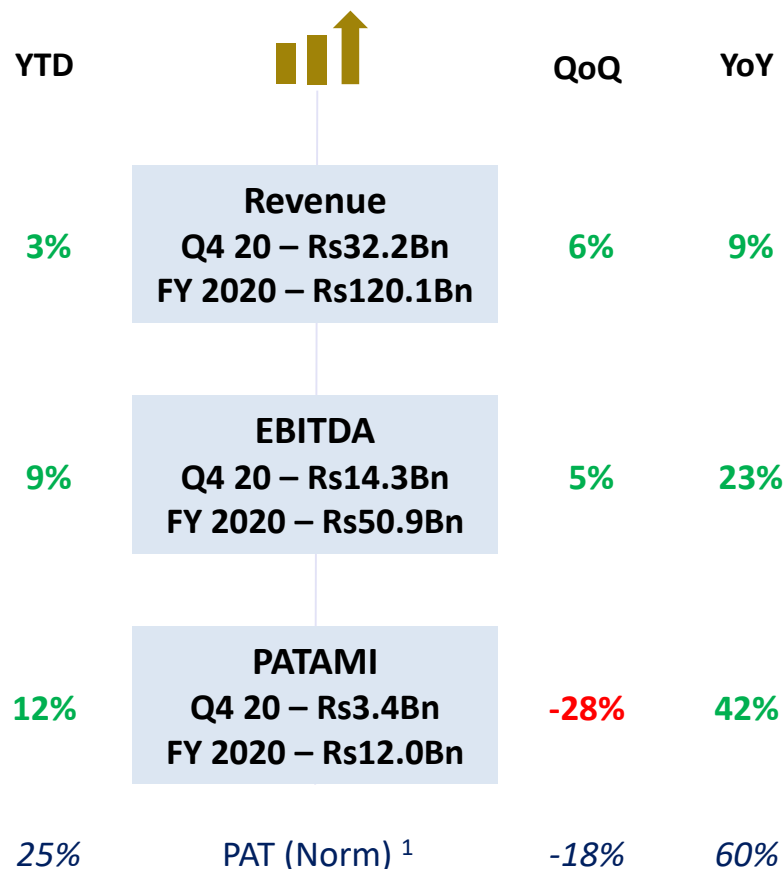 YTD QoQ YoY
Revenue
3% Q4 20 – Rs32.2Bn 6% 9%
FY 2020 – Rs120.1Bn
EBITDA
9% Q4 20 – Rs14.3Bn 5% 23%
FY 2020 – Rs50.9Bn
PATAMI
12% Q4 20 – Rs3.4Bn -28% 42%
FY 2020 – Rs12.0Bn
25% PAT (Norm) 1 -18% 60%